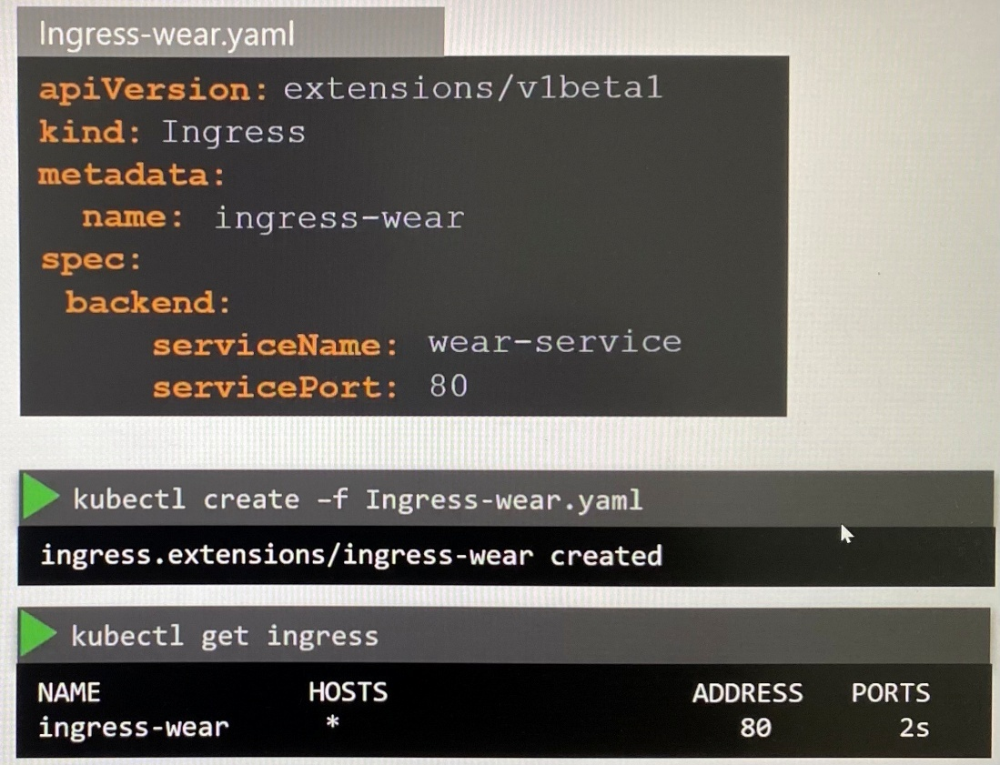 Ingress-wear.yaml
apiVersion: extensions/v1beta1
kind: Ingress
metadata:
name: ingress-wear
spec:
backend:
serviceName: wear-service
servicePort: 80
kubectl create –f Ingress-wear.yaml
ingress.extensions/ingress-wear created
kubectl get ingress
NAME HOSTS ADDRESS PORTS
ingress-wear * 80 2s